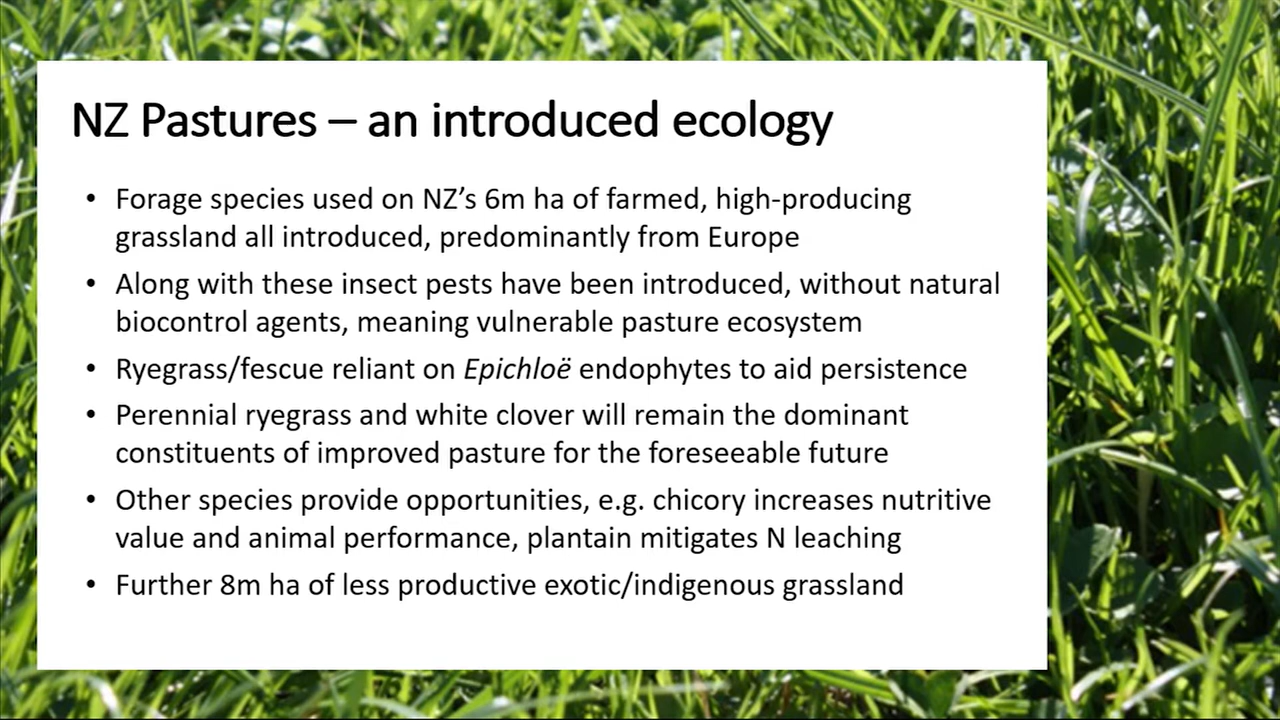 NZ Pastures – an introduced ecology
• Forage species used on NZ’s 6m ha of farmed, high-producing
grassland all introduced, predominantly from Europe
• Along with these insect pests have been introduced, without natural
biocontrol agents, meaning vulnerable pasture ecosystem
• Ryegrass/fescue reliant on Epichloë endophytes to aid persistence
• Perennial ryegrass and white clover will remain the dominant
constituents of improved pasture for the foreseeable future
• Other species provide opportunities, e.g. chicory increases nutritive
value and animal performance, plantain mitigates N leaching
• Further 8m ha of less productive exotic/indigenous grassland